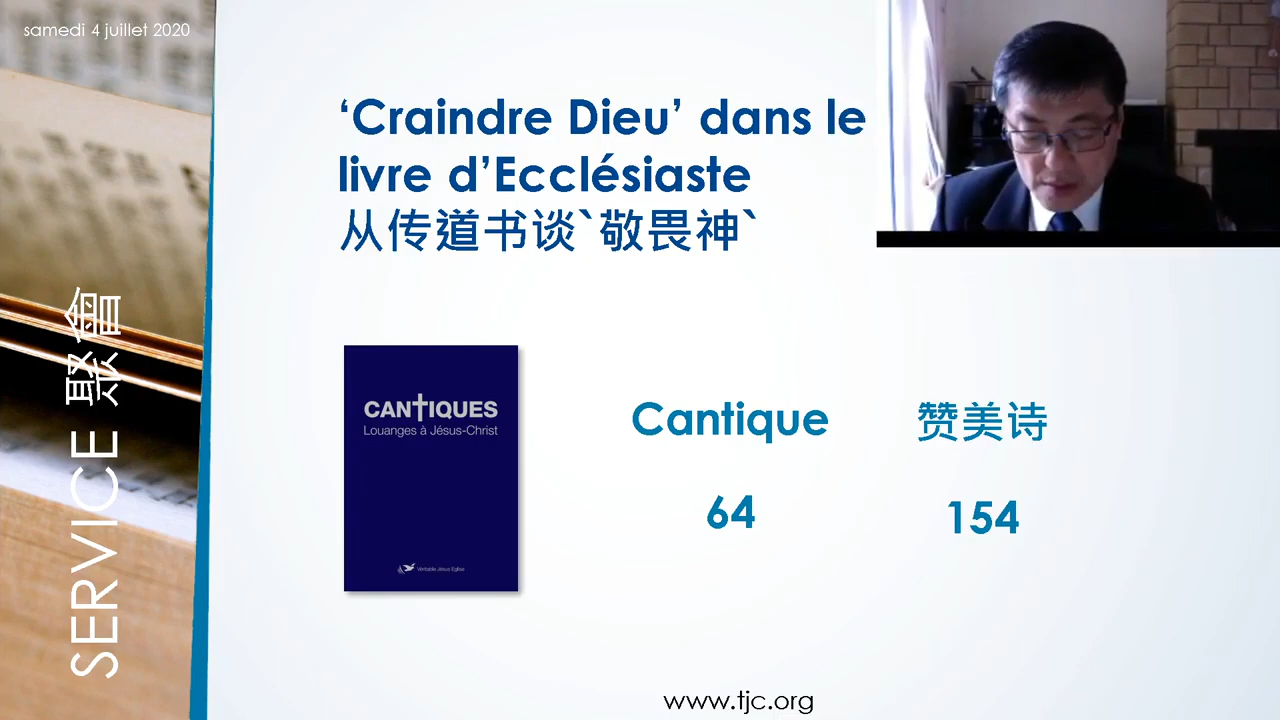 samedi 4 juillet 2020
‘Craindre Dieu’ dans le
livre d’Ecclésiaste
从传道书谈`敬畏神`
SERVICE 聚會
CANTIQUES
Louanges à Jésus-Christ
Véritable Jésus Eglise
Cantique
赞美诗
64
154
www.tjc.org